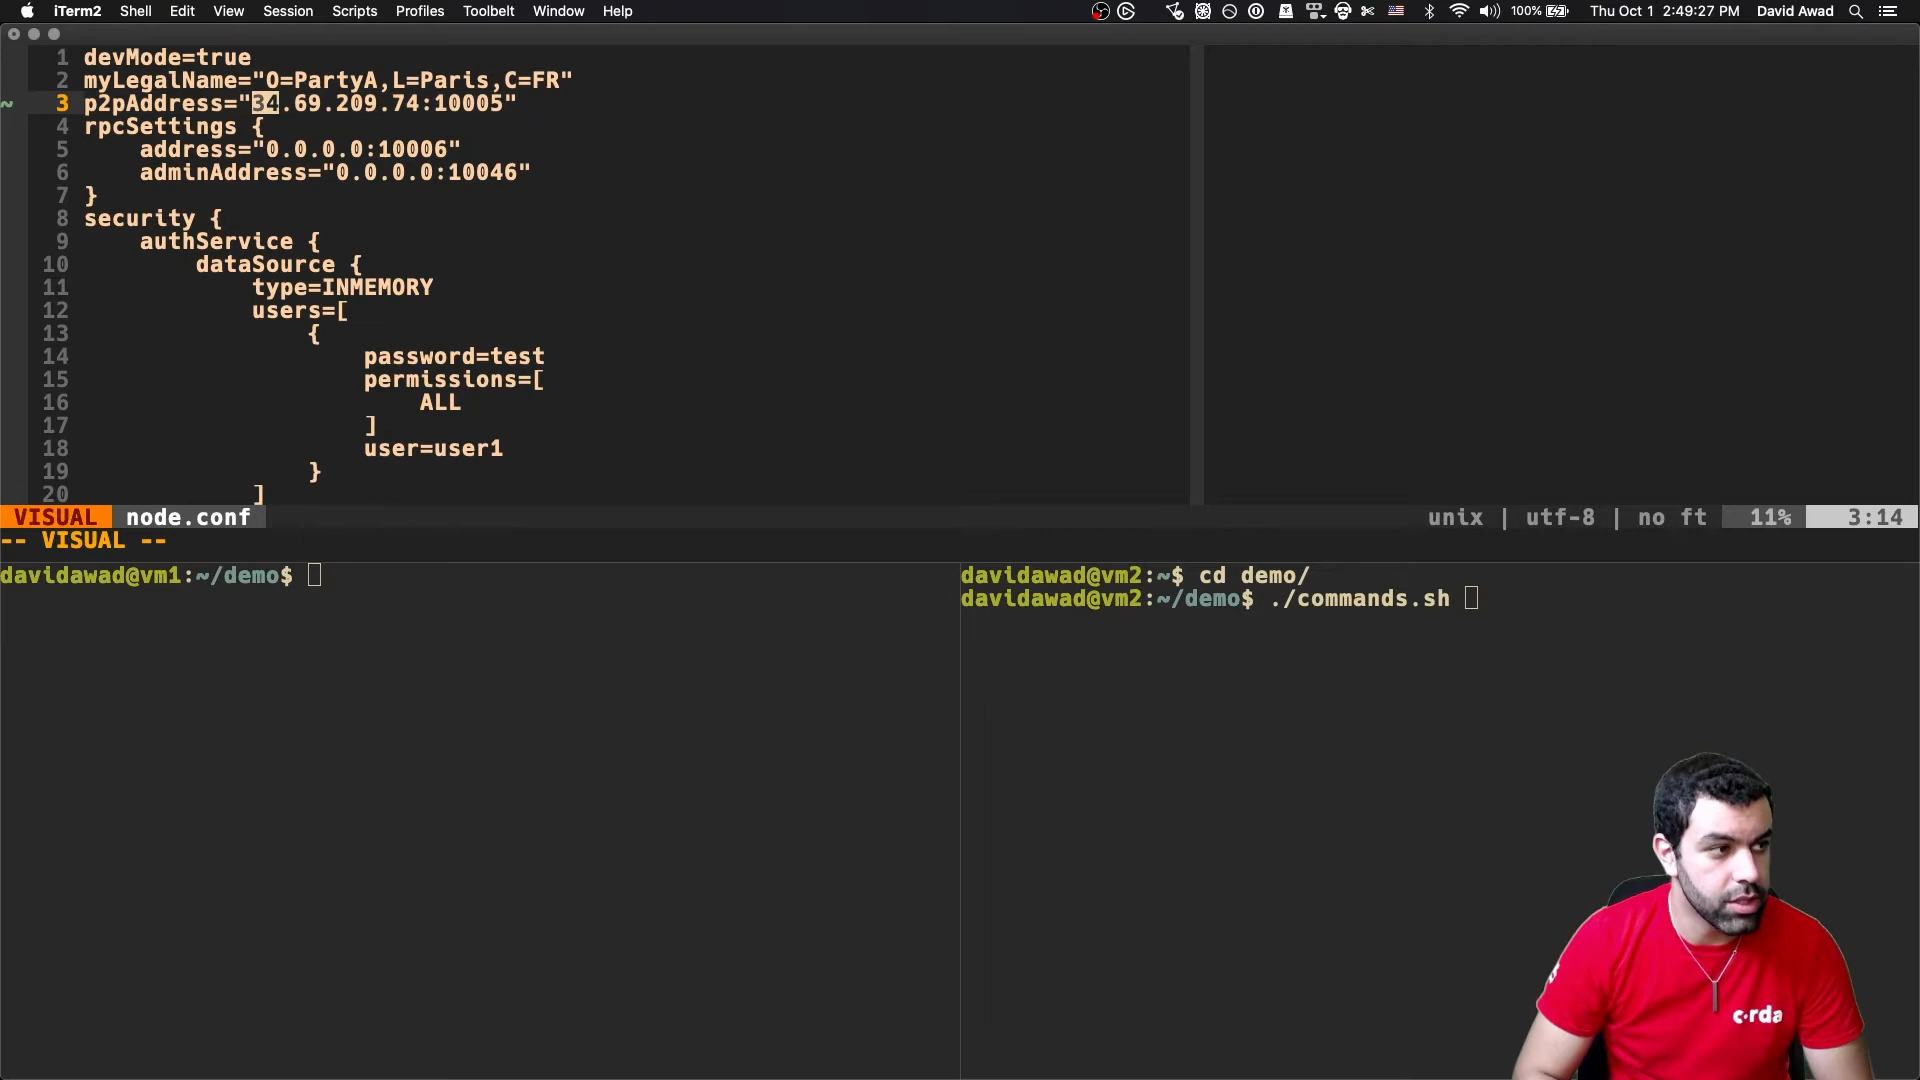 iTerm2 Shell Edit View Session Scripts Profiles Toolbelt Window Help 100% Thu Oct 1 2:49:27 PM David Awad
1 devMode=true
2 myLegalName="O=PartyA,L=Paris,C=FR"
~ 3 p2pAddress="34.69.209.74:10005"
4 rpcSettings {
5 address="0.0.0.0:10006"
6 adminAddress="0.0.0.0:10046"
7 }
8 security {
9 authService {
10 dataSource {
11 type=INMEMORY
12 users=[
13 {
14 password=test
15 permissions=[
16 ALL
17 ]
18 user=user1
19 }
20 ]
VISUAL node.conf unix | utf-8 | no ft 11% 3:14
-- VISUAL --
davidawad@vm1:~/demo$
davidawad@vm2:~$ cd demo/
davidawad@vm2:~/demo$ ./commands.sh
c·rda